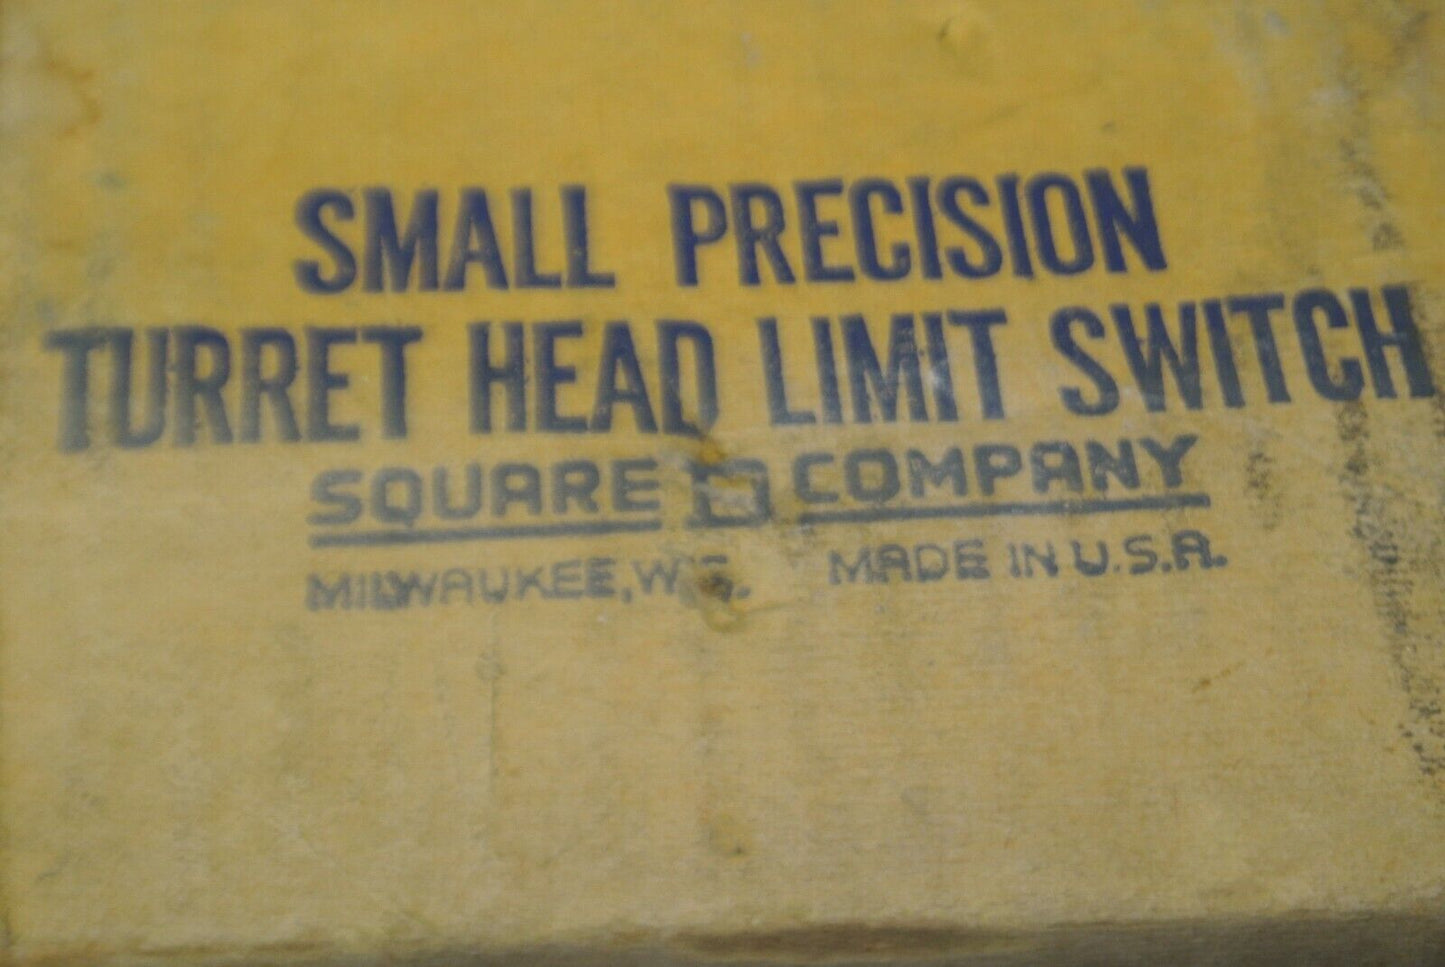 SMALL PRECISION
TURRET HEAD LIMIT SWITCH
SQUARE D COMPANY
MILWAUKEE, WIS. MADE IN U.S.A.